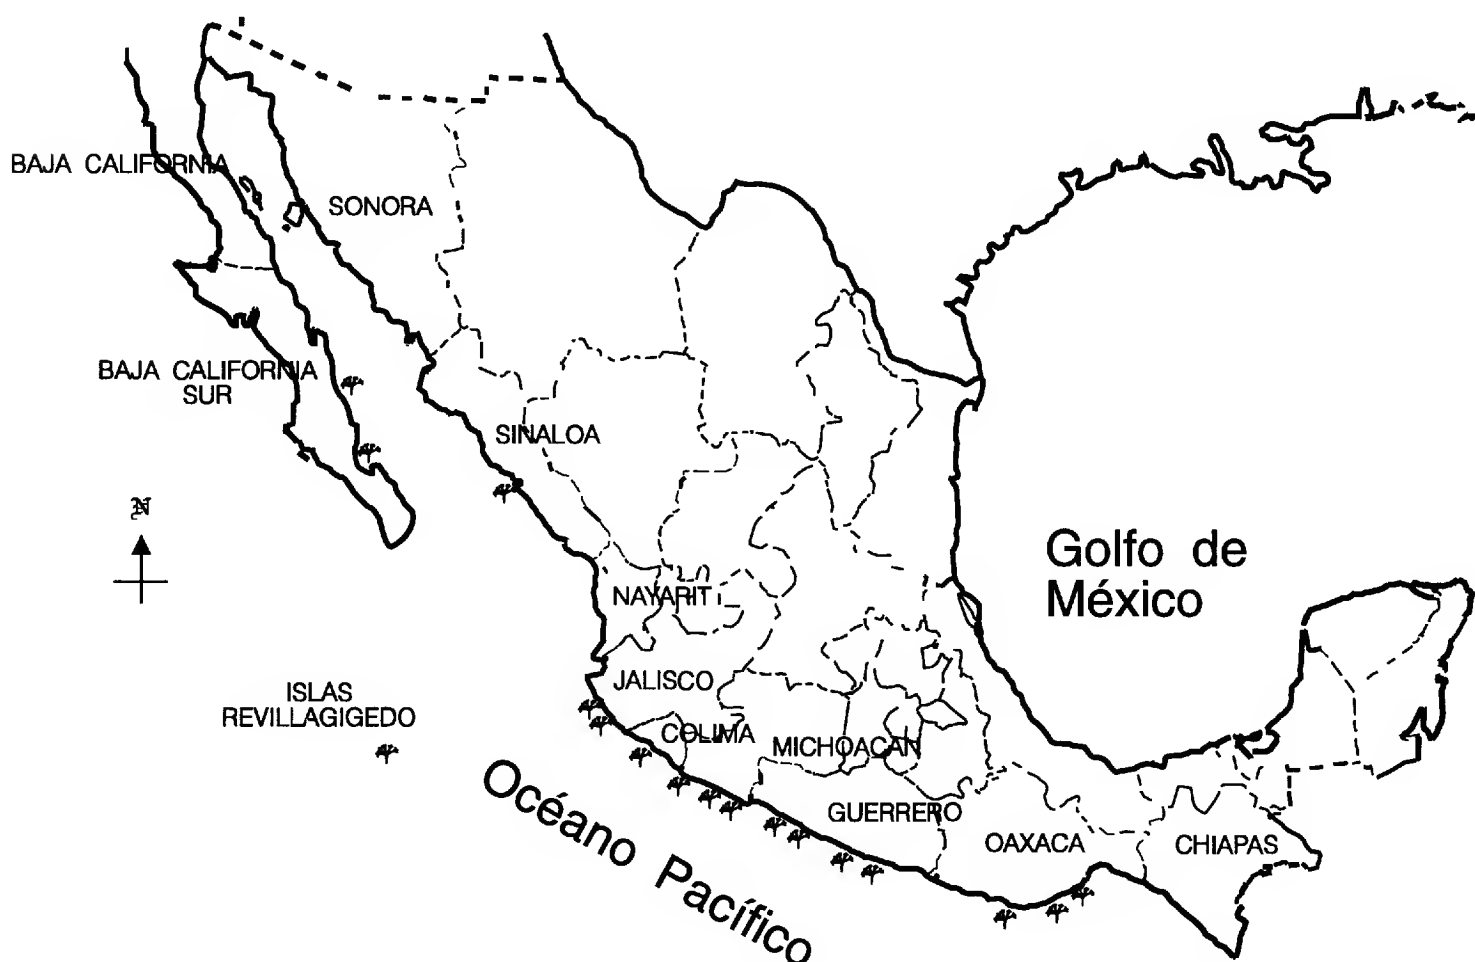 BAJA CALIFORNIA
SONORA
BAJA CALIFORNIA
SUR
SINALOA
N
Golfo de
México
NAYARIT
JALISCO
ISLAS
REVILLAGIGEDO
COLIMA
MICHOACAN
GUERRERO
OAXACA
CHIAPAS
Océano Pacífico